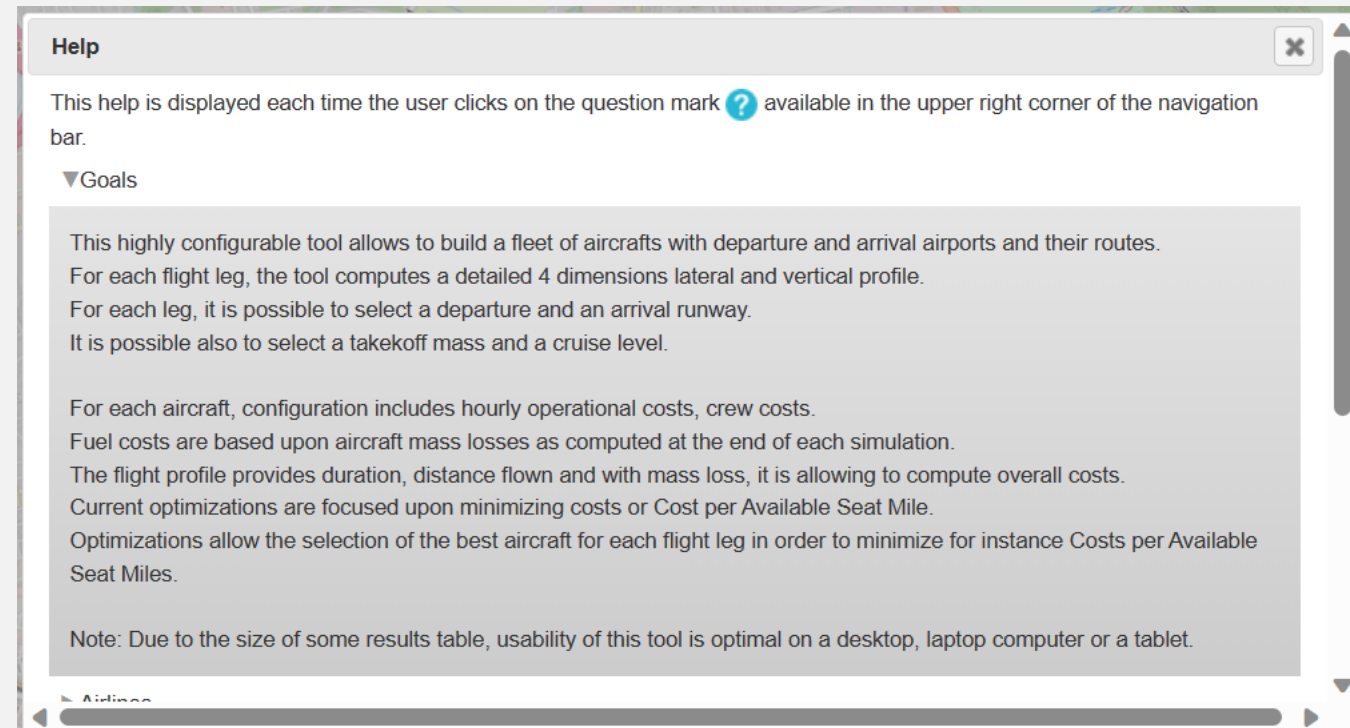 Help
This help is displayed each time the user clicks on the question mark ? available in the upper right corner of the navigation
bar.
▼Goals
This highly configurable tool allows to build a fleet of aircrafts with departure and arrival airports and their routes.
For each flight leg, the tool computes a detailed 4 dimensions lateral and vertical profile.
For each leg, it is possible to select a departure and an arrival runway.
It is possible also to select a takekoff mass and a cruise level.
For each aircraft, configuration includes hourly operational costs, crew costs.
Fuel costs are based upon aircraft mass losses as computed at the end of each simulation.
The flight profile provides duration, distance flown and with mass loss, it is allowing to compute overall costs.
Current optimizations are focused upon minimizing costs or Cost per Available Seat Mile.
Optimizations allow the selection of the best aircraft for each flight leg in order to minimize for instance Costs per Available
Seat Miles.
Note: Due to the size of some results table, usability of this tool is optimal on a desktop, laptop computer or a tablet.
Airlines